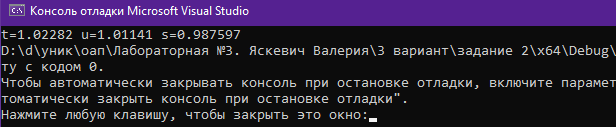 Консоль отладки Microsoft Visual Studio
t=1.02282 u=1.01141 s=0.987597
D:\d\уник\оап\Лабораторная №3. Яскевич Валерия\3 вариант\задание 2\x64\Debug\
ту с кодом 0.
Чтобы автоматически закрывать консоль при остановке отладки, включите парамет
томатически закрыть консоль при остановке отладки".
Нажмите любую клавишу, чтобы закрыть это окно: